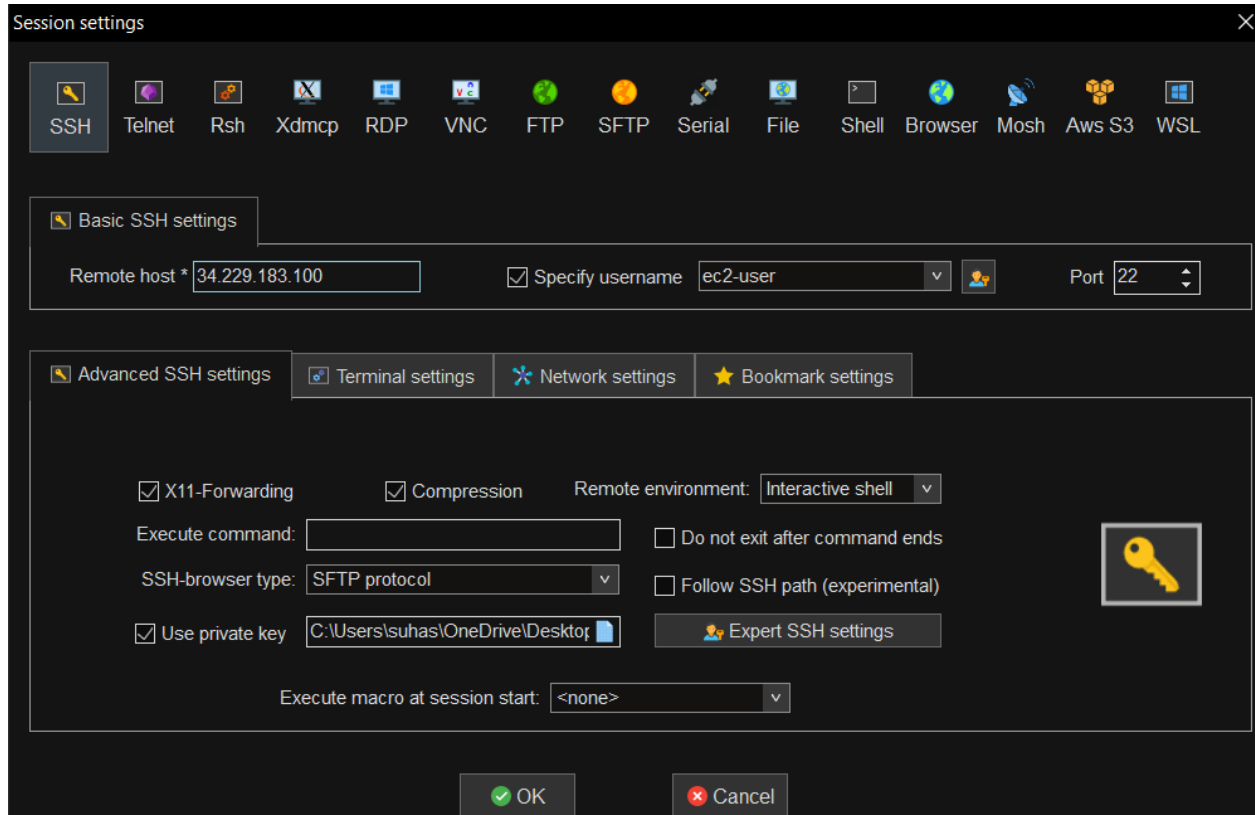 Session settings
SSH Telnet Rsh Xdmcp RDP VNC FTP SFTP Serial File Shell Browser Mosh Aws S3 WSL
Basic SSH settings
Remote host * 34.229.183.100 Specify username ec2-user Port 22
Advanced SSH settings Terminal settings Network settings Bookmark settings
X11-Forwarding Compression Remote environment: Interactive shell
Execute command: Do not exit after command ends
SSH-browser type: SFTP protocol Follow SSH path (experimental)
Use private key C:\Users\suhas\OneDrive\Desktop Expert SSH settings
Execute macro at session start: <none>
OK Cancel